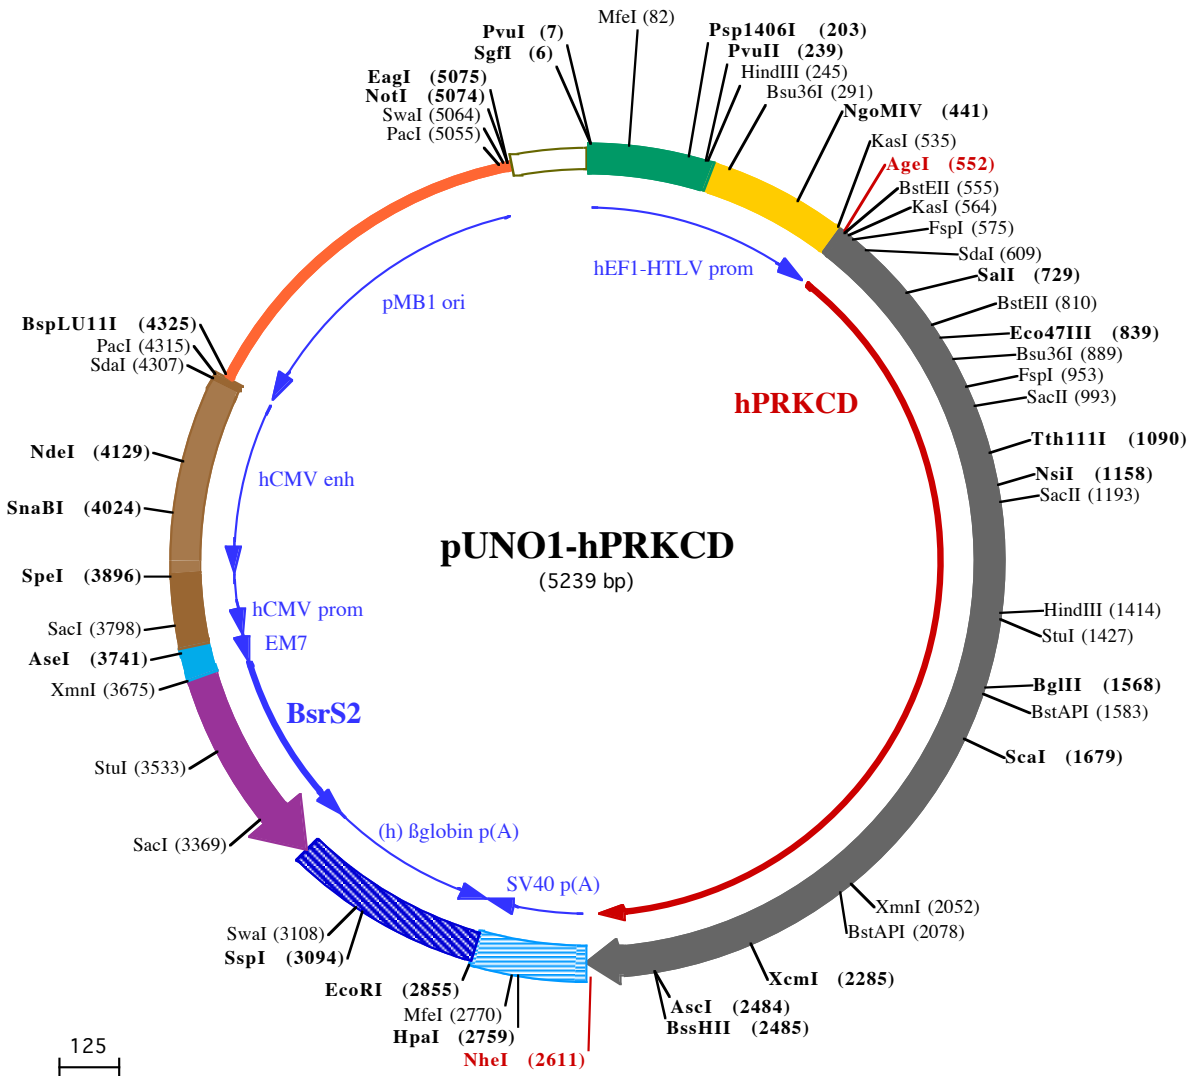 MfeI (82)
PvuI (7)
SgfI (6)
Psp1406I (203)
PvuII (239)
HindIII (245)
Bsu36I (291)
NgoMIV (441)
KasI (535)
AgeI (552)
BstEII (555)
KasI (564)
FspI (575)
SdaI (609)
SalI (729)
BstEII (810)
Eco47III (839)
Bsu36I (889)
FspI (953)
SacII (993)
Tth111I (1090)
NsiI (1158)
SacII (1193)
HindIII (1414)
StuI (1427)
BglII (1568)
BstAPI (1583)
ScaI (1679)
XmnI (2052)
BstAPI (2078)
XcmI (2285)
AscI (2484)
BssHII (2485)
NheI (2611)
HpaI (2759)
MfeI (2770)
EcoRI (2855)
SspI (3094)
SwaI (3108)
SacI (3369)
StuI (3533)
XmnI (3675)
AseI (3741)
SacI (3798)
SpeI (3896)
SnaBI (4024)
NdeI (4129)
SdaI (4307)
PacI (4315)
BspLU11I (4325)
PacI (5055)
SwaI (5064)
NotI (5074)
EagI (5075)
hEF1-HTLV prom
pMB1 ori
hPRKCD
hCMV enh
pUNO1-hPRKCD
(5239 bp)
hCMV prom
EM7
BsrS2
(h) ßglobin p(A)
SV40 p(A)
125